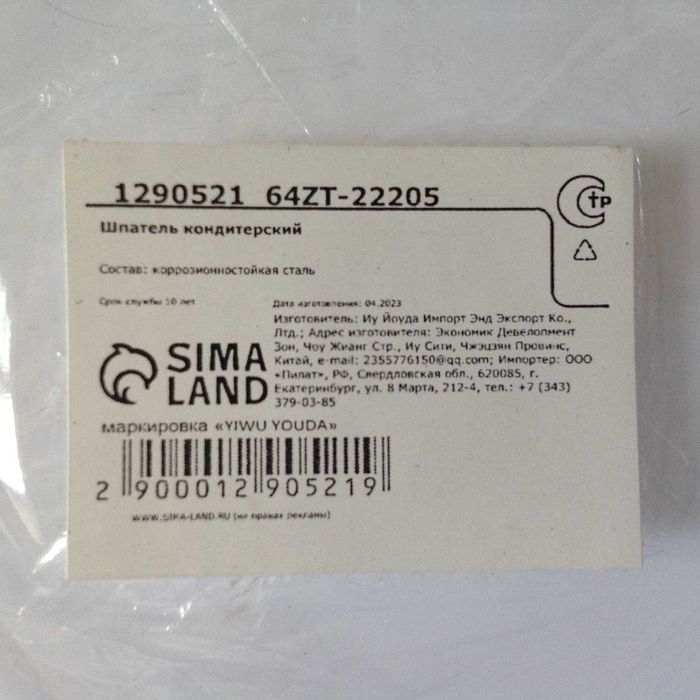 1290521 64ZT-22205
Шпатель кондитерский
Состав: коррозионностойкая сталь
Срок службы 10 лет
Дата изготовления: 04.2023
Изготовитель: Иу Йоуда Импорт Энд Экспорт Ко.,
Лтд.; Адрес изготовителя: Экономик Девелопмент
Зон, Чоу Жианг Стр., Иу Сити, Чжэцзян Провинс,
Китай, e-mail: 2355776150@qq.com; Импортер: ООО
«Пилат», РФ, Свердловская обл., 620085, г.
Екатеринбург, ул. 8 Марта, 212-4, тел.: +7 (343)
379-03-85
SIMA
LAND
маркировка «YIWU YOUDA»
2 900012 905219
WWW.SIMA-LAND.RU (на правах рекламы)
СТР